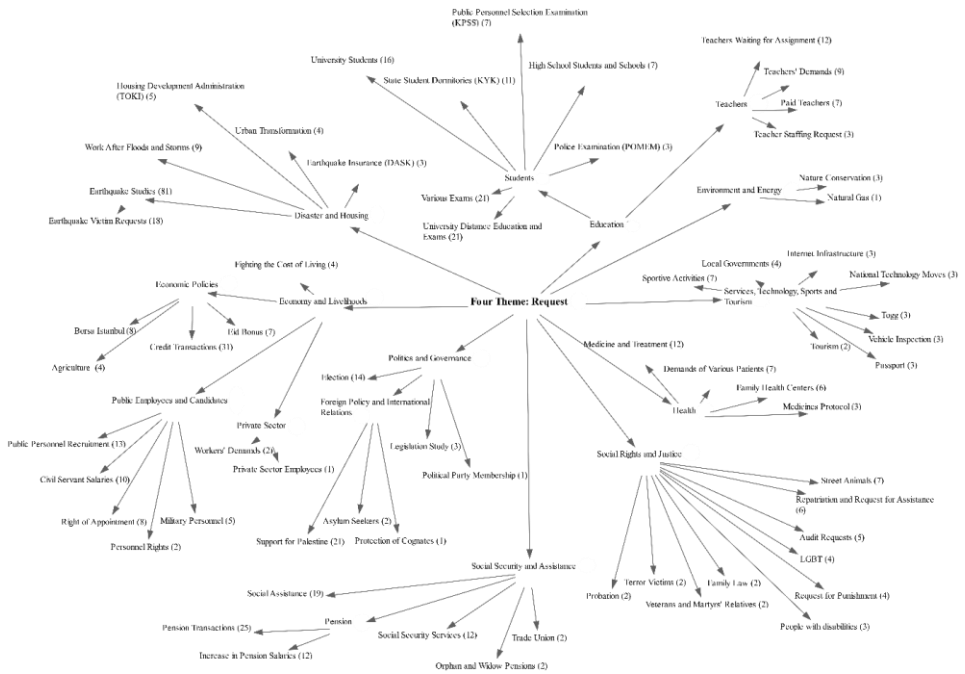 Public Personnel Selection Examination
(KPSS) (7)
University Students (16)
State Student Dormitories (KYK) (11)
High School Students and Schools (7)
Police Examination (POMEM) (3)
Students
Various Exams (21)
University Distance Education and
Exams (21)
Education
Teachers Waiting for Assignment (12)
Teachers' Demands (9)
Teachers
Paid Teachers (7)
Teacher Staffing Request (3)
Housing Development Administration
(TOKI) (5)
Urban Transformation (4)
Work After Floods and Storms (9)
Earthquake Insurance (DASK) (3)
Earthquake Studies (81)
Earthquake Victim Requests (18)
Disaster and Housing
Environment and Energy
Nature Conservation (3)
Natural Gas (1)
Fighting the Cost of Living (4)
Economic Policies
Economy and Livelihoods
Borse Istanbul (8)
Eid Bonus (7)
Credit Transactions (31)
Agriculture (4)
Four Theme: Request
Internet Infrastructure (3)
Local Governments (4)
Sportive Activities (7)
National Technology Moves (3)
Services, Technology, Sports and
Tourism
Togg (3)
Vehicle Inspection (3)
Tourism (2)
Passport (3)
Public Employees and Candidates
Private Sector
Public Personnel Recruiment (13)
Workers' Demands (2)
Private Sector Employees (1)
Civil Servant Salaries (10)
Right of Appointment (8)
Military Personnel (5)
Personnel Rights (2)
Politics and Governance
Election (14)
Foreign Policy and International
Relations
Legislation Study (3)
Political Party Membership (1)
Asylum Seekers (2)
Support for Palestine (21)
Protection of Cognates (1)
Medicine and Treatment (12)
Demands of Various Patients (7)
Family Health Centers (6)
Health
Medicines Protocol (3)
Social Rights and Justice
Street Animals (7)
Repatriation and Request for Assistance
(6)
Audit Requests (5)
LGBT (4)
Terror Victims (2)
Family Law (2)
Request for Punishment (4)
Probation (2)
Veterans and Martyrs' Relatives (2)
People with disabilities (3)
Social Security and Assistance
Social Assistance (19)
Pension
Pension Transactions (25)
Social Security Services (12)
Trade Union (2)
Increase in Pension Salaries (12)
Orphan and Widow Pensions (2)